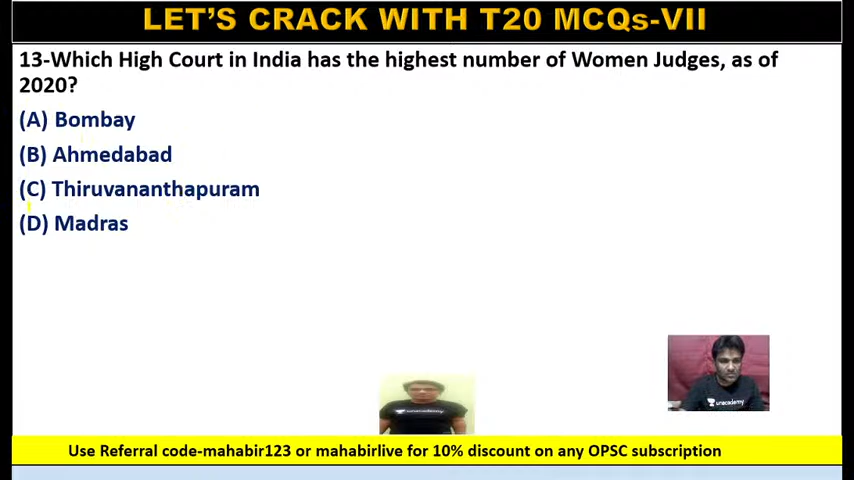 LET'S CRACK WITH T20 MCQs-VII
13-Which High Court in India has the highest number of Women Judges, as of
2020?
(A) Bombay
(B) Ahmedabad
(C) Thiruvananthapuram
(D) Madras
unacademy
unacademy
Use Referral code-mahabir123 or mahabirlive for 10% discount on any OPSC subscription